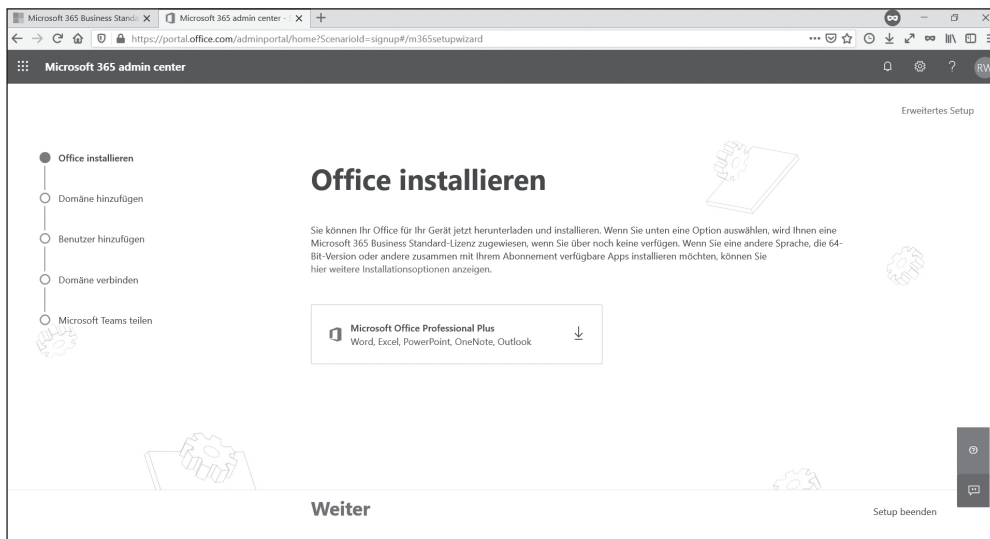 Microsoft 365 Business Standa
Microsoft 365 admin center -
https://portal.office.com/adminportal/home?ScenarioId=signup#/m365setupwizard
Microsoft 365 admin center
RW
Erweitertes Setup
Office installieren
Domäne hinzufügen
Benutzer hinzufügen
Domäne verbinden
Microsoft Teams teilen
Office installieren
Sie können Ihr Office für Ihr Gerät jetzt herunterladen und installieren. Wenn Sie unten eine Option auswählen, wird Ihnen eine
Microsoft 365 Business Standard-Lizenz zugewiesen, wenn Sie über noch keine verfügen. Wenn Sie eine andere Sprache, die 64-
Bit-Version oder andere zusammen mit Ihrem Abonnement verfügbare Apps installieren möchten, können Sie
hier weitere Installationsoptionen anzeigen.
Microsoft Office Professional Plus
Word, Excel, PowerPoint, OneNote, Outlook
Weiter
Setup beenden